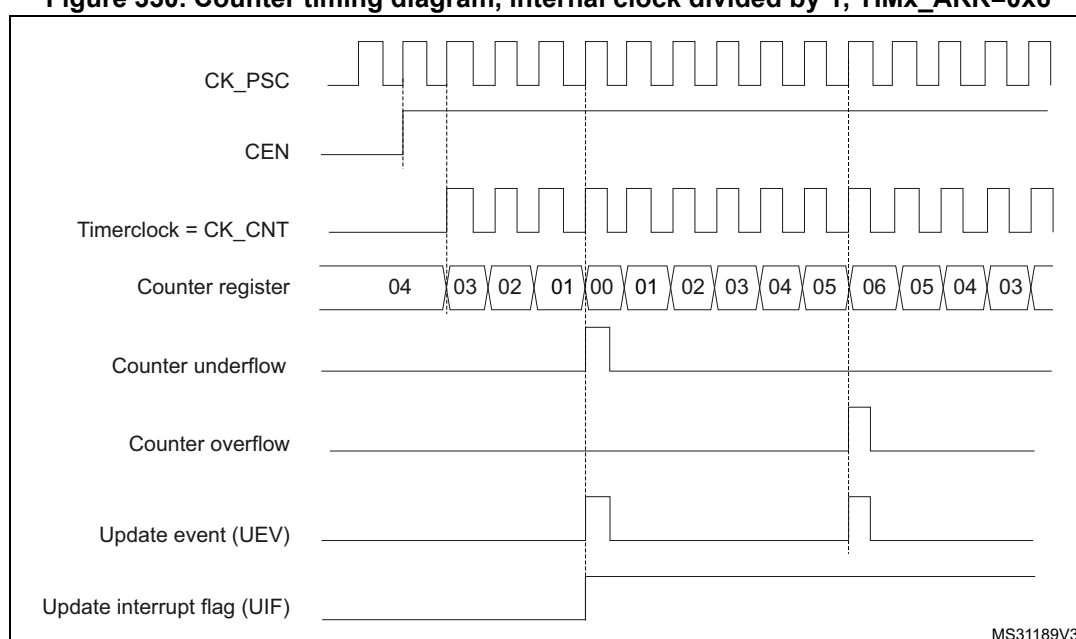 Figure 350. Counter timing diagram, internal clock divided by 1, TIMx_ARR=0x6
CK_PSC
CEN
Timerclock = CK_CNT
Counter register 04 03 02 01 00 01 02 03 04 05 06 05 04 03
Counter underflow
Counter overflow
Update event (UEV)
Update interrupt flag (UIF)
MS31189V3